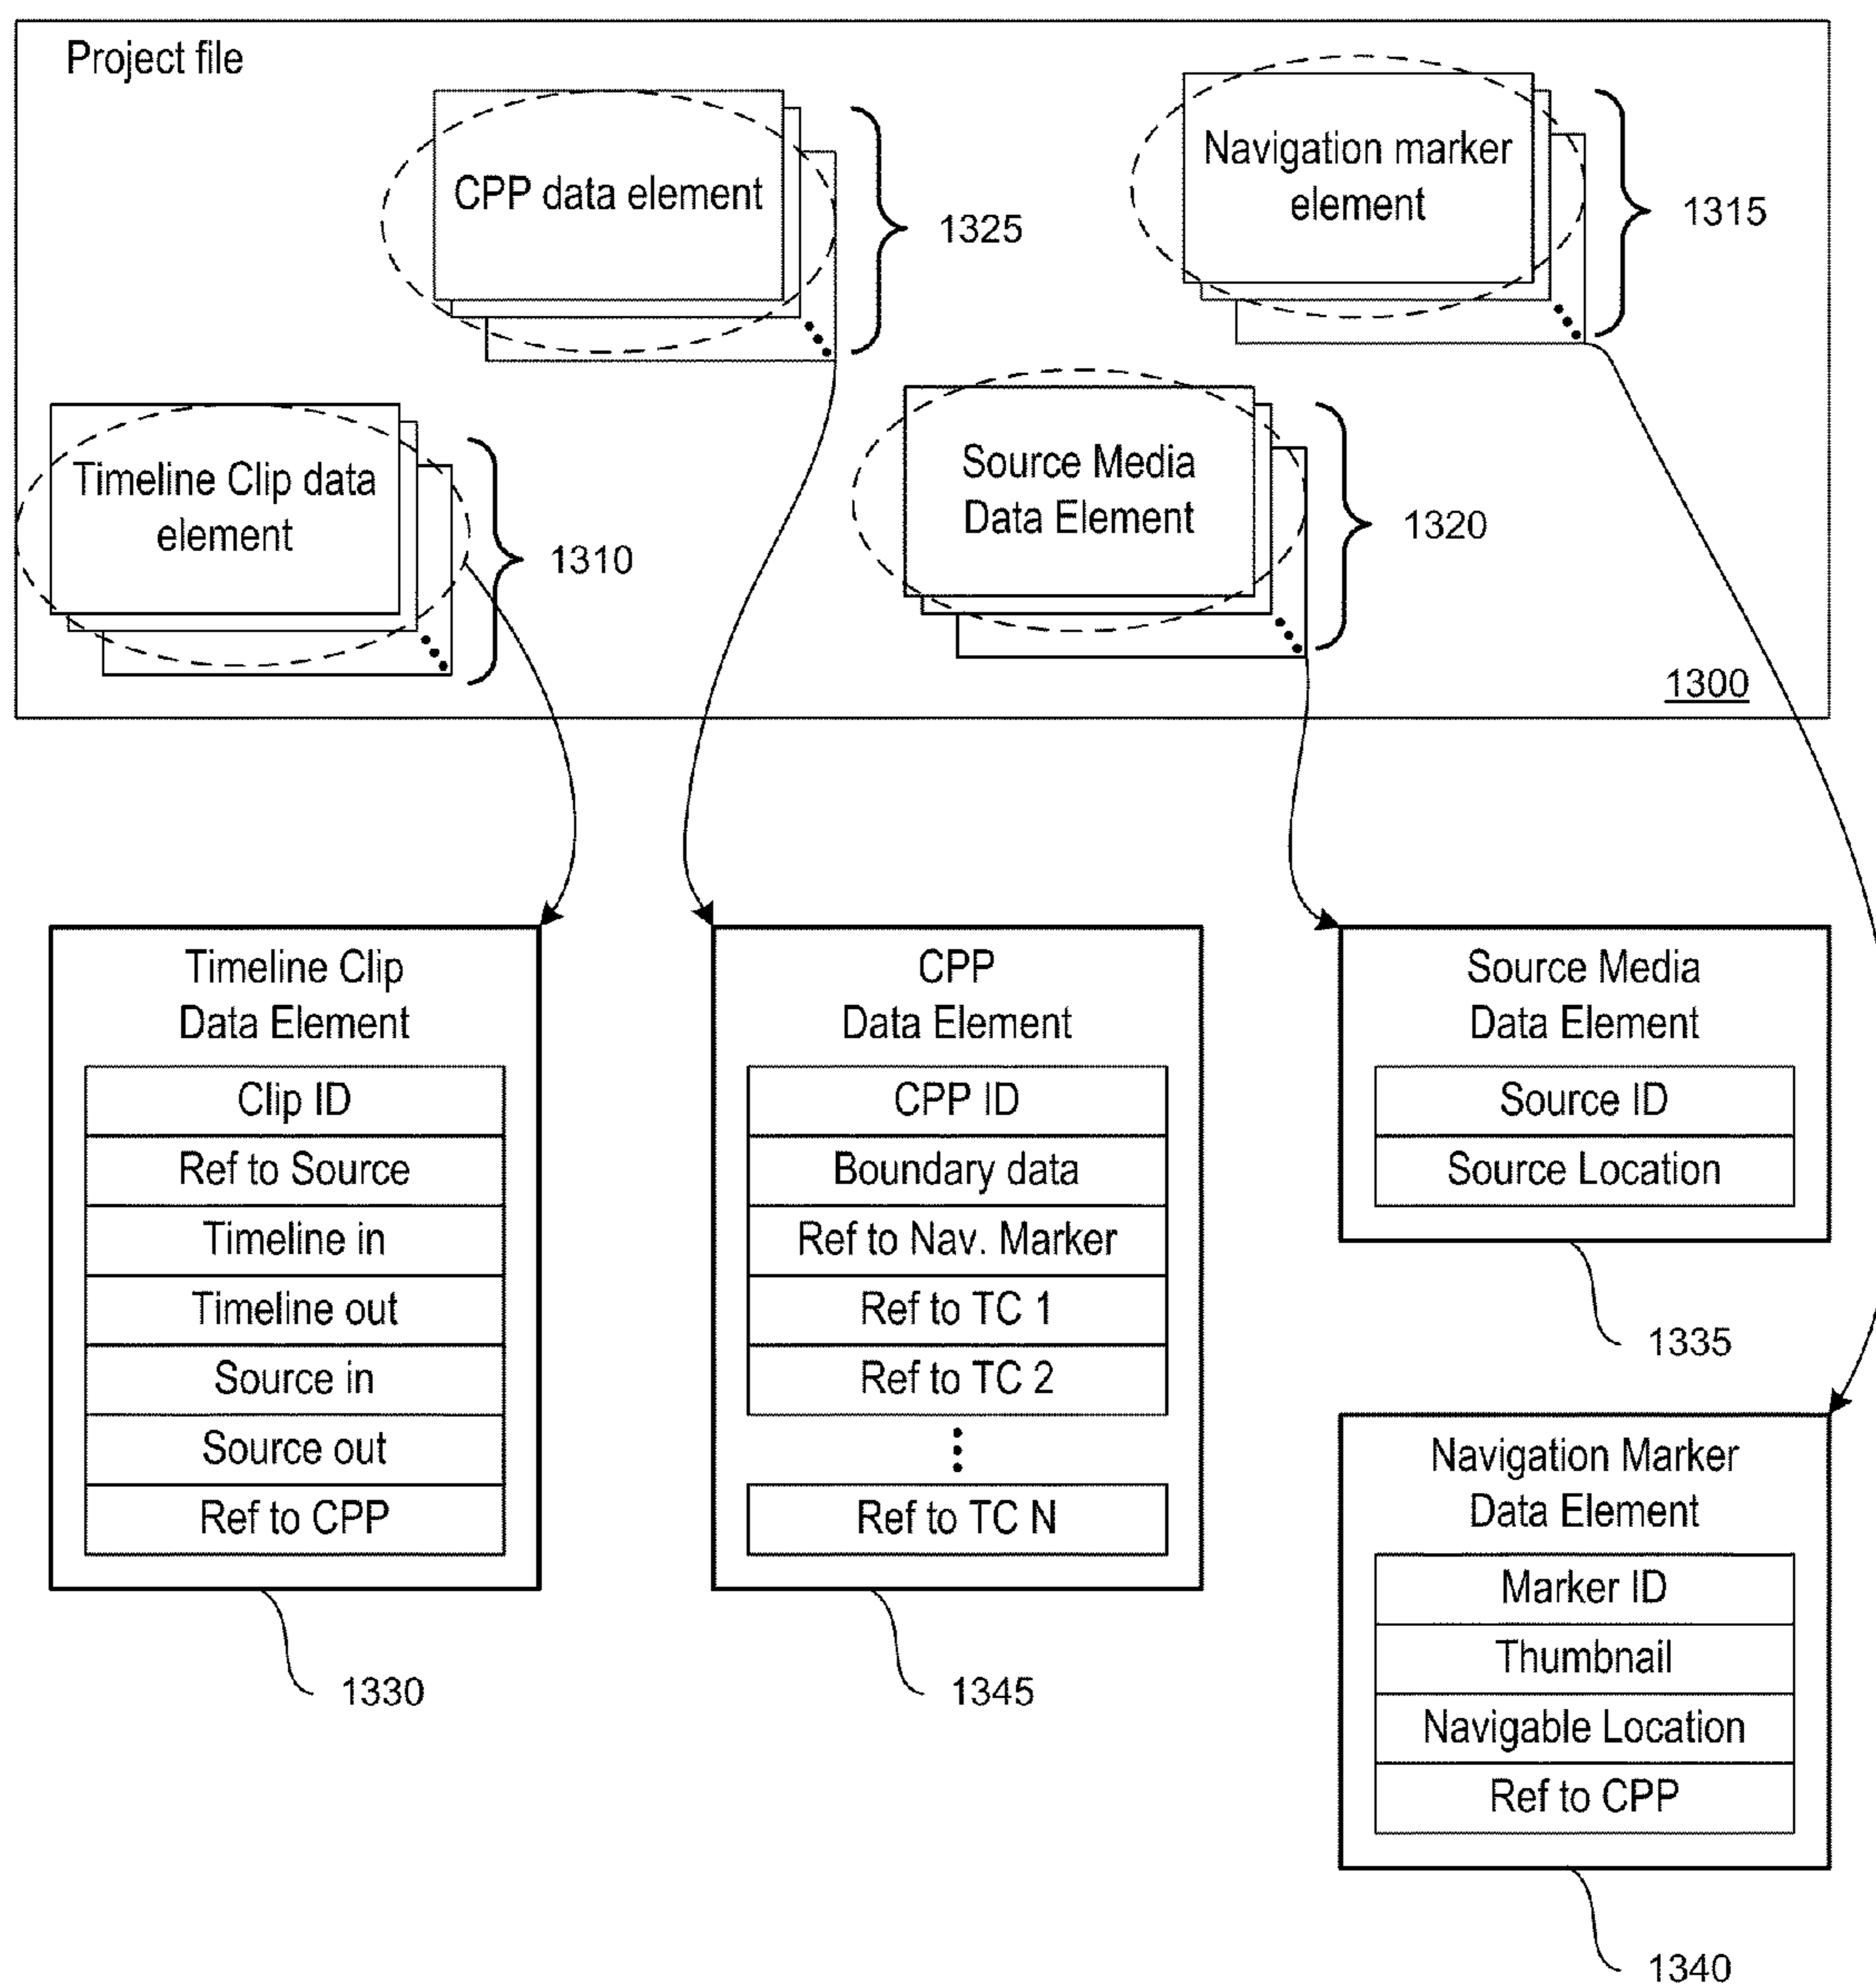 Project file
CPP data element
1325
Navigation marker
element
1315
Timeline Clip data
element
1310
Source Media
Data Element
1320
1300
Timeline Clip
Data Element
Clip ID
Ref to Source
Timeline in
Timeline out
Source in
Source out
Ref to CPP
1330
CPP
Data Element
CPP ID
Boundary data
Ref to Nav. Marker
Ref to TC 1
Ref to TC 2
Ref to TC N
1345
Source Media
Data Element
Source ID
Source Location
1335
Navigation Marker
Data Element
Marker ID
Thumbnail
Navigable Location
Ref to CPP
1340